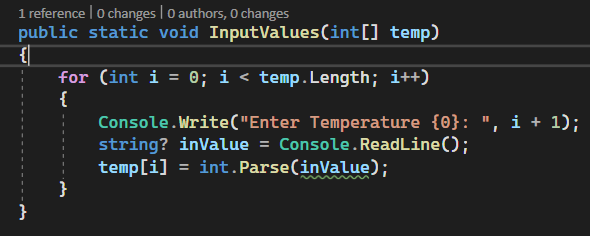 1 reference | 0 changes | 0 authors, 0 changes
public static void InputValues(int[] temp)
{
for (int i = 0; i < temp.Length; i++)
{
Console.Write("Enter Temperature {0}: ", i + 1);
string? inValue = Console.ReadLine();
temp[i] = int.Parse(inValue);
}
}